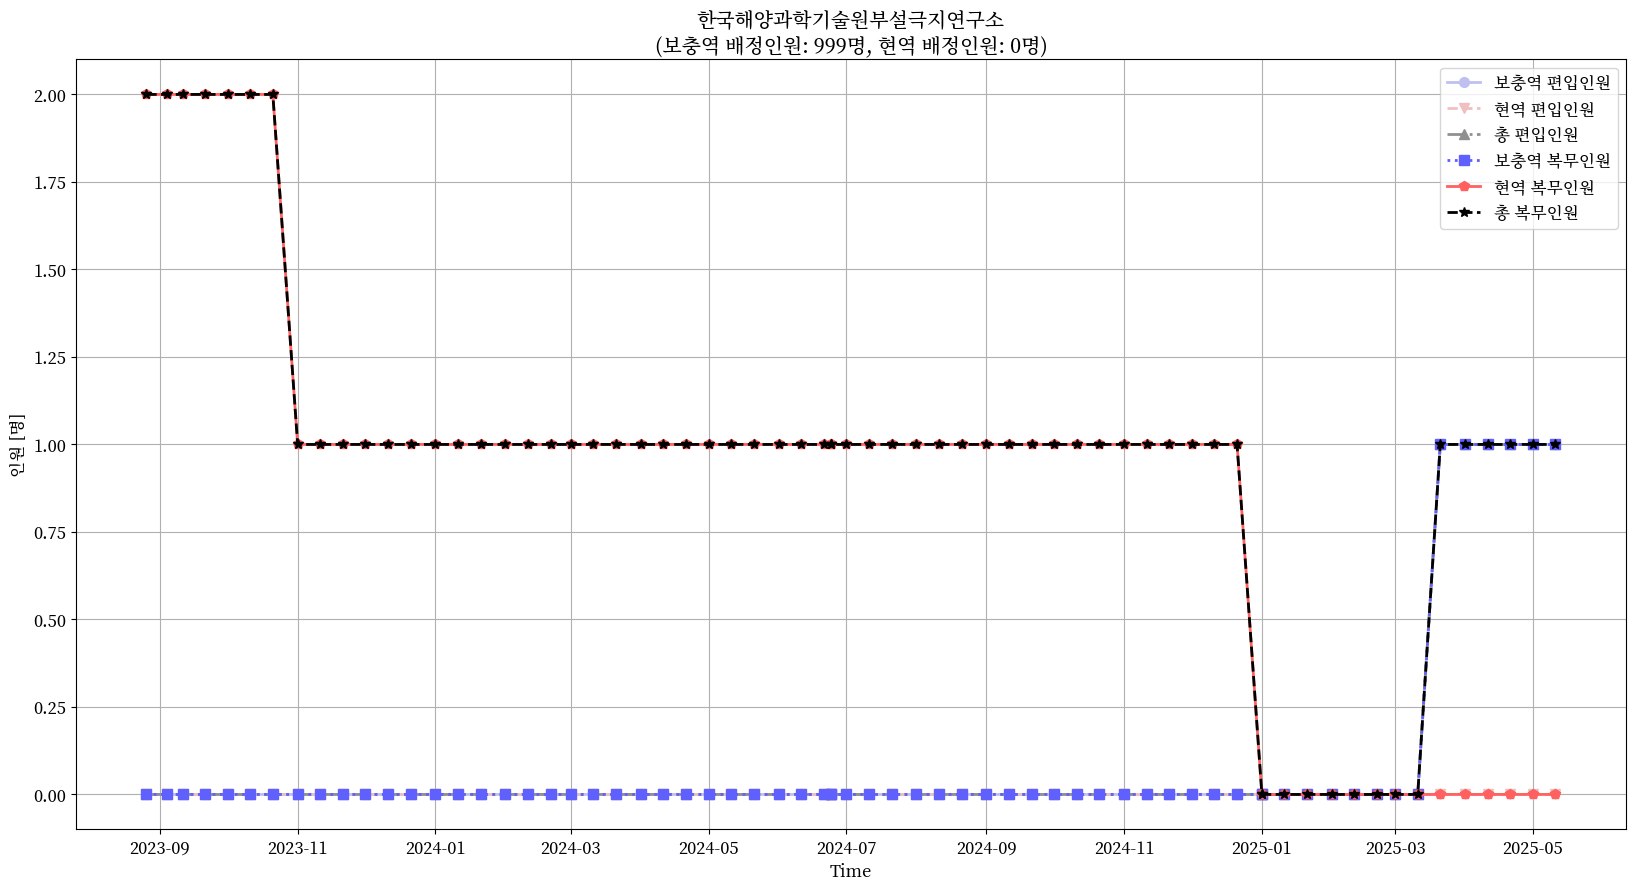 한국해양과학기술원부설극지연구소
(보충역 배정인원: 999명, 현역 배정인원: 0명)
보충역 편입인원
현역 편입인원
총 편입인원
보충역 복무인원
현역 복무인원
총 복무인원
인원 [명]
2.00
1.75
1.50
1.25
1.00
0.75
0.50
0.25
0.00
2023-09
2023-11
2024-01
2024-03
2024-05
2024-07
2024-09
2024-11
2025-01
2025-03
2025-05
Time